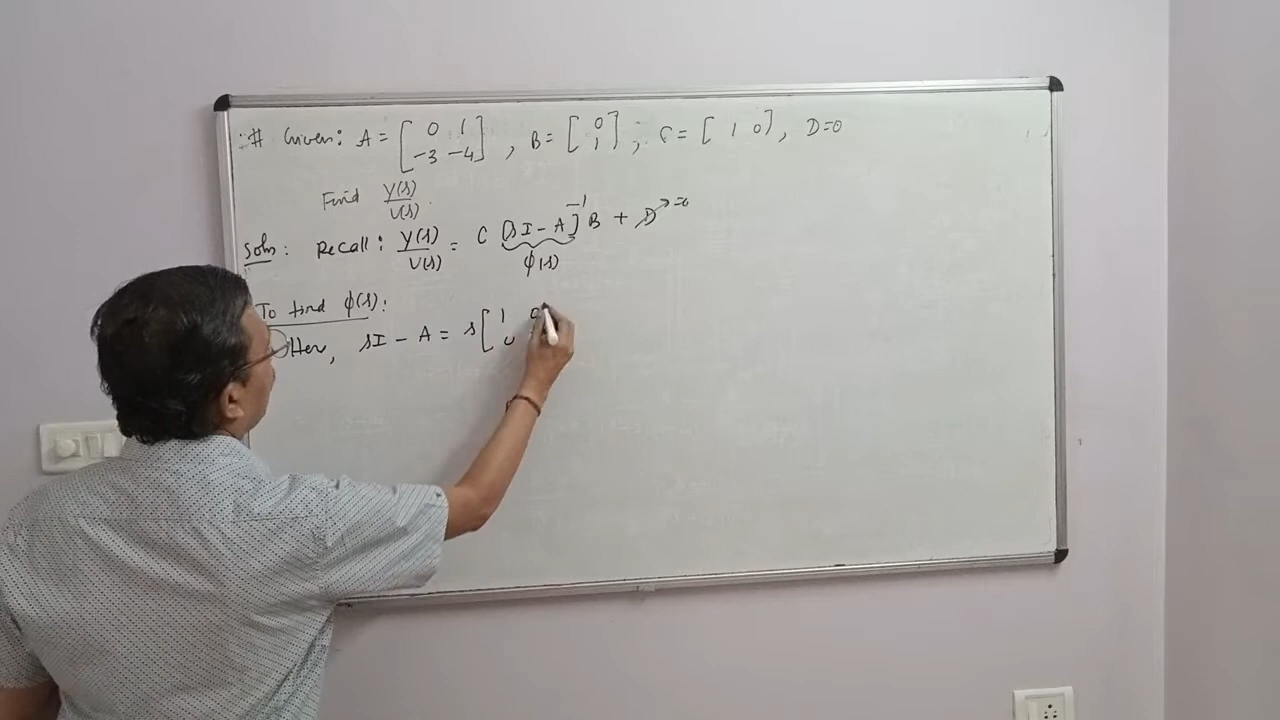 # Given: A = [ 0 1 ; -3 -4 ], B = [ 0 ; 1 ], C = [ 1 0 ], D=0
Find Y(s)/U(s).
Soln: Recall: Y(s)/U(s) = C [sI - A]⁻¹ B + D =0
ϕ(s)
To find ϕ(s):
Her, sI - A = s [ 1 0 ; 0